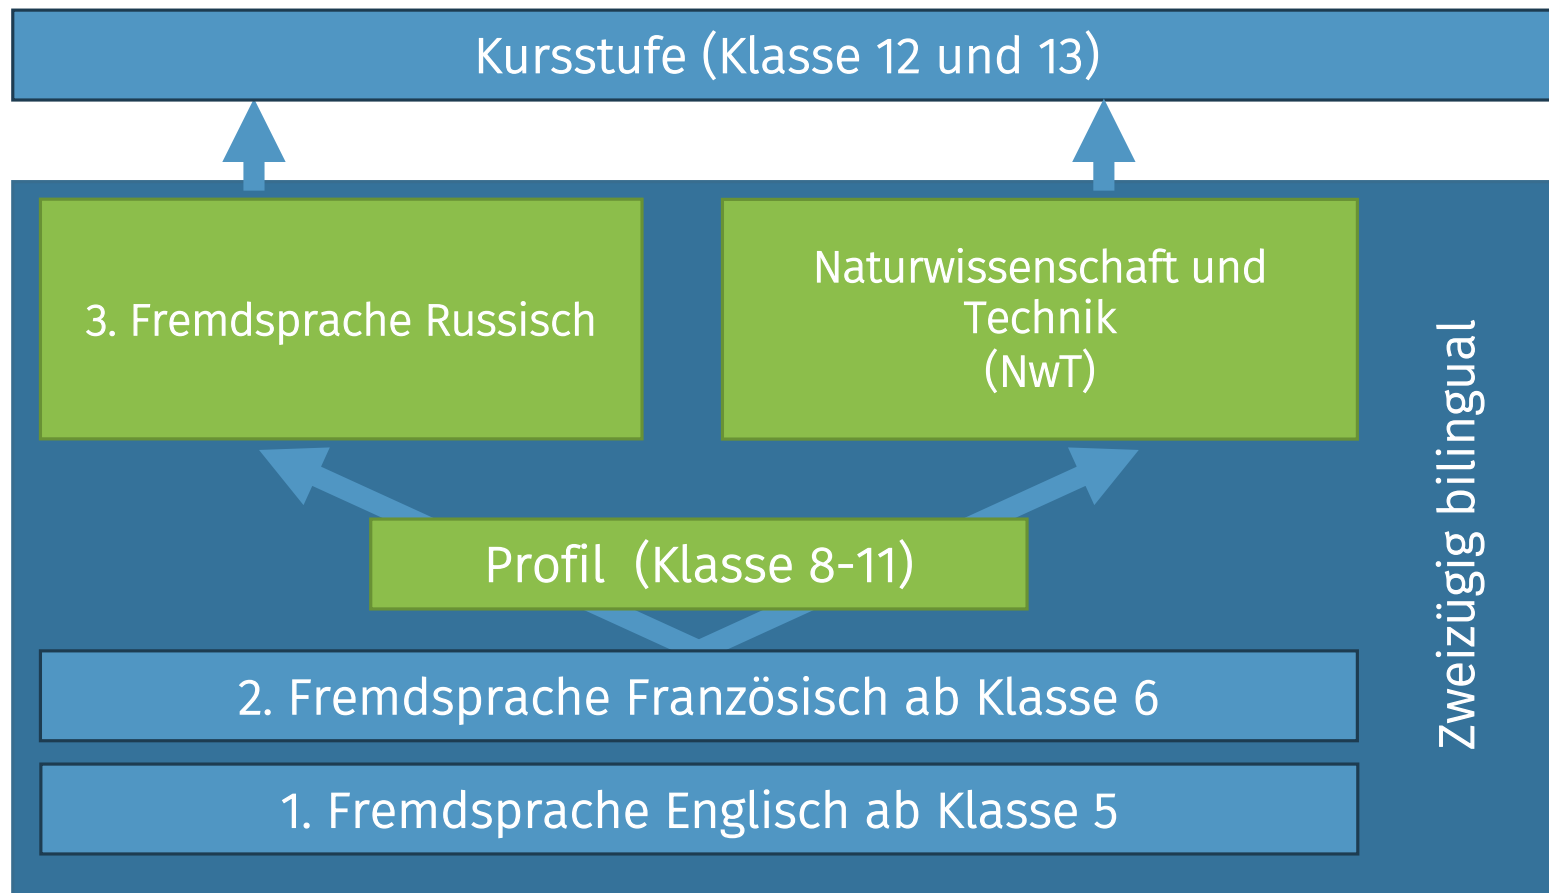 Kursstufe (Klasse 12 und 13)
3. Fremdsprache Russisch
Naturwissenschaft und
Technik
(NwT)
Profil (Klasse 8-11)
2. Fremdsprache Französisch ab Klasse 6
1. Fremdsprache Englisch ab Klasse 5
Zweizügig bilingual